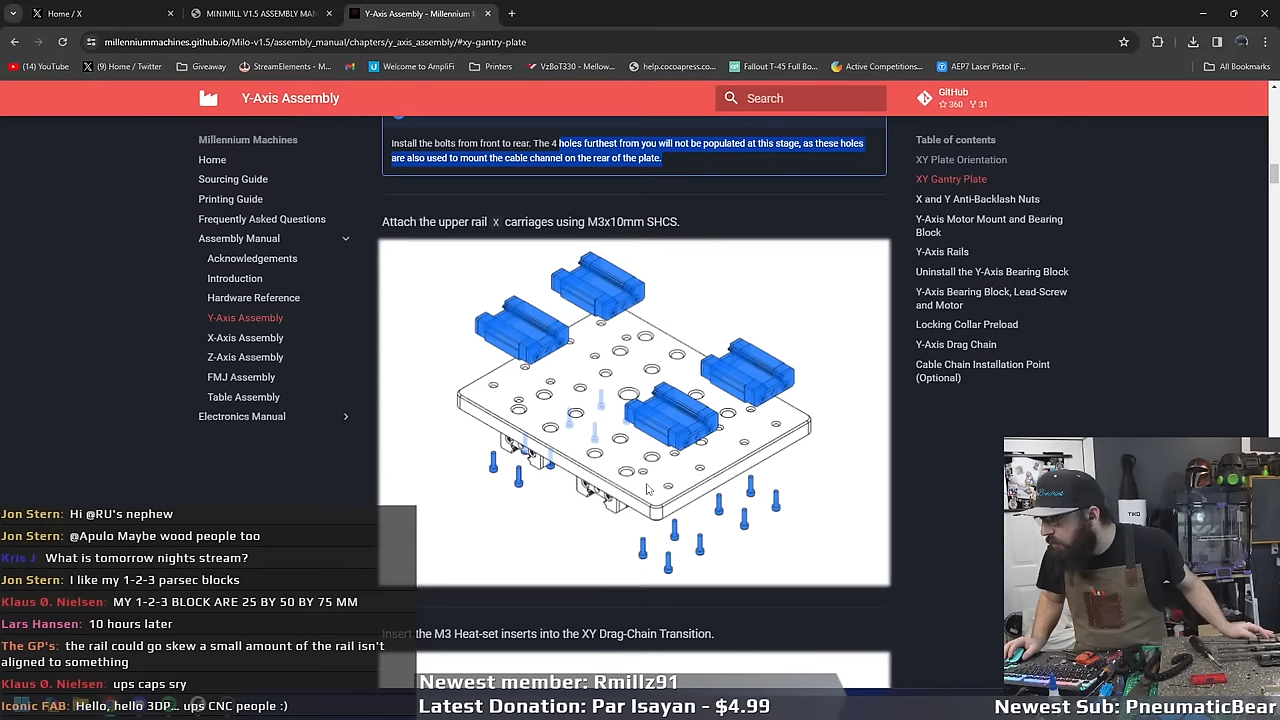 Home / X
MINIMILL V1.5 ASSEMBLY MAN
Y-Axis Assembly - Millennium M
millenniummachines.github.io/Milo-v1.5/assembly_manual/chapters/y_axis_assembly/#xy-gantry-plate
(14) YouTube
(9) Home / Twitter
Giveaway
StreamElements - M...
Welcome to AmpliFi
Printers
VzBoT330 - Mellow...
help.cocoapress.co...
Fallout T-45 Full Bo...
Active Competitions...
AEP7 Laser Pistol (F...
All Bookmarks
Y-Axis Assembly
Search
GitHub
360
31
Millennium Machines
Home
Sourcing Guide
Printing Guide
Frequently Asked Questions
Assembly Manual
Acknowledgements
Introduction
Hardware Reference
Y-Axis Assembly
X-Axis Assembly
Z-Axis Assembly
FMJ Assembly
Table Assembly
Electronics Manual
Install the bolts from front to rear. The 4 holes furthest from you will not be populated at this stage, as these holes
are also used to mount the cable channel on the rear of the plate.
Attach the upper rail X carriages using M3x10mm SHCS.
Insert the M3 Heat-set inserts into the XY Drag-Chain Transition.
Table of contents
XY Plate Orientation
XY Gantry Plate
X and Y Anti-Backlash Nuts
Y-Axis Motor Mount and Bearing
Block
Y-Axis Rails
Uninstall the Y-Axis Bearing Block
Y-Axis Bearing Block, Lead-Screw
and Motor
Locking Collar Preload
Y-Axis Drag Chain
Cable Chain Installation Point
(Optional)
Jon Stern: Hi @RU's nephew
Jon Stern: @Apulo Maybe wood people too
Kris J: What is tomorrow nights stream?
Jon Stern: I like my 1-2-3 parsec blocks
Klaus Ø. Nielsen: MY 1-2-3 BLOCK ARE 25 BY 50 BY 75 MM
Lars Hansen: 10 hours later
The GP's: the rail could go skew a small amount of the rail isn't
aligned to something
Klaus Ø. Nielsen: ups caps sry
Iconic FAB: Hello, hello 3DP... ups CNC people :)
Newest member: Rmillz91
Latest Donation: Par Isayan - $4.99
Newest Sub: PneumaticBear
TIKO